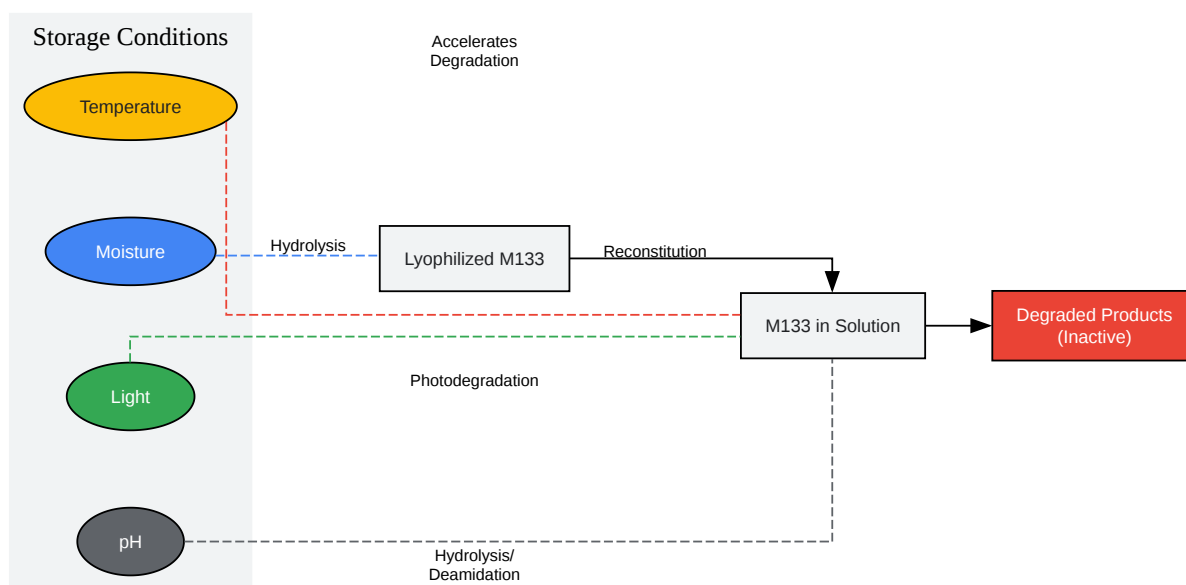 Storage Conditions
Accelerates
Degradation
Temperature
Moisture
Hydrolysis
Lyophilized M133
Reconstitution
M133 in Solution
Degraded Products
(Inactive)
Light
Photodegradation
pH
Hydrolysis/
Deamidation